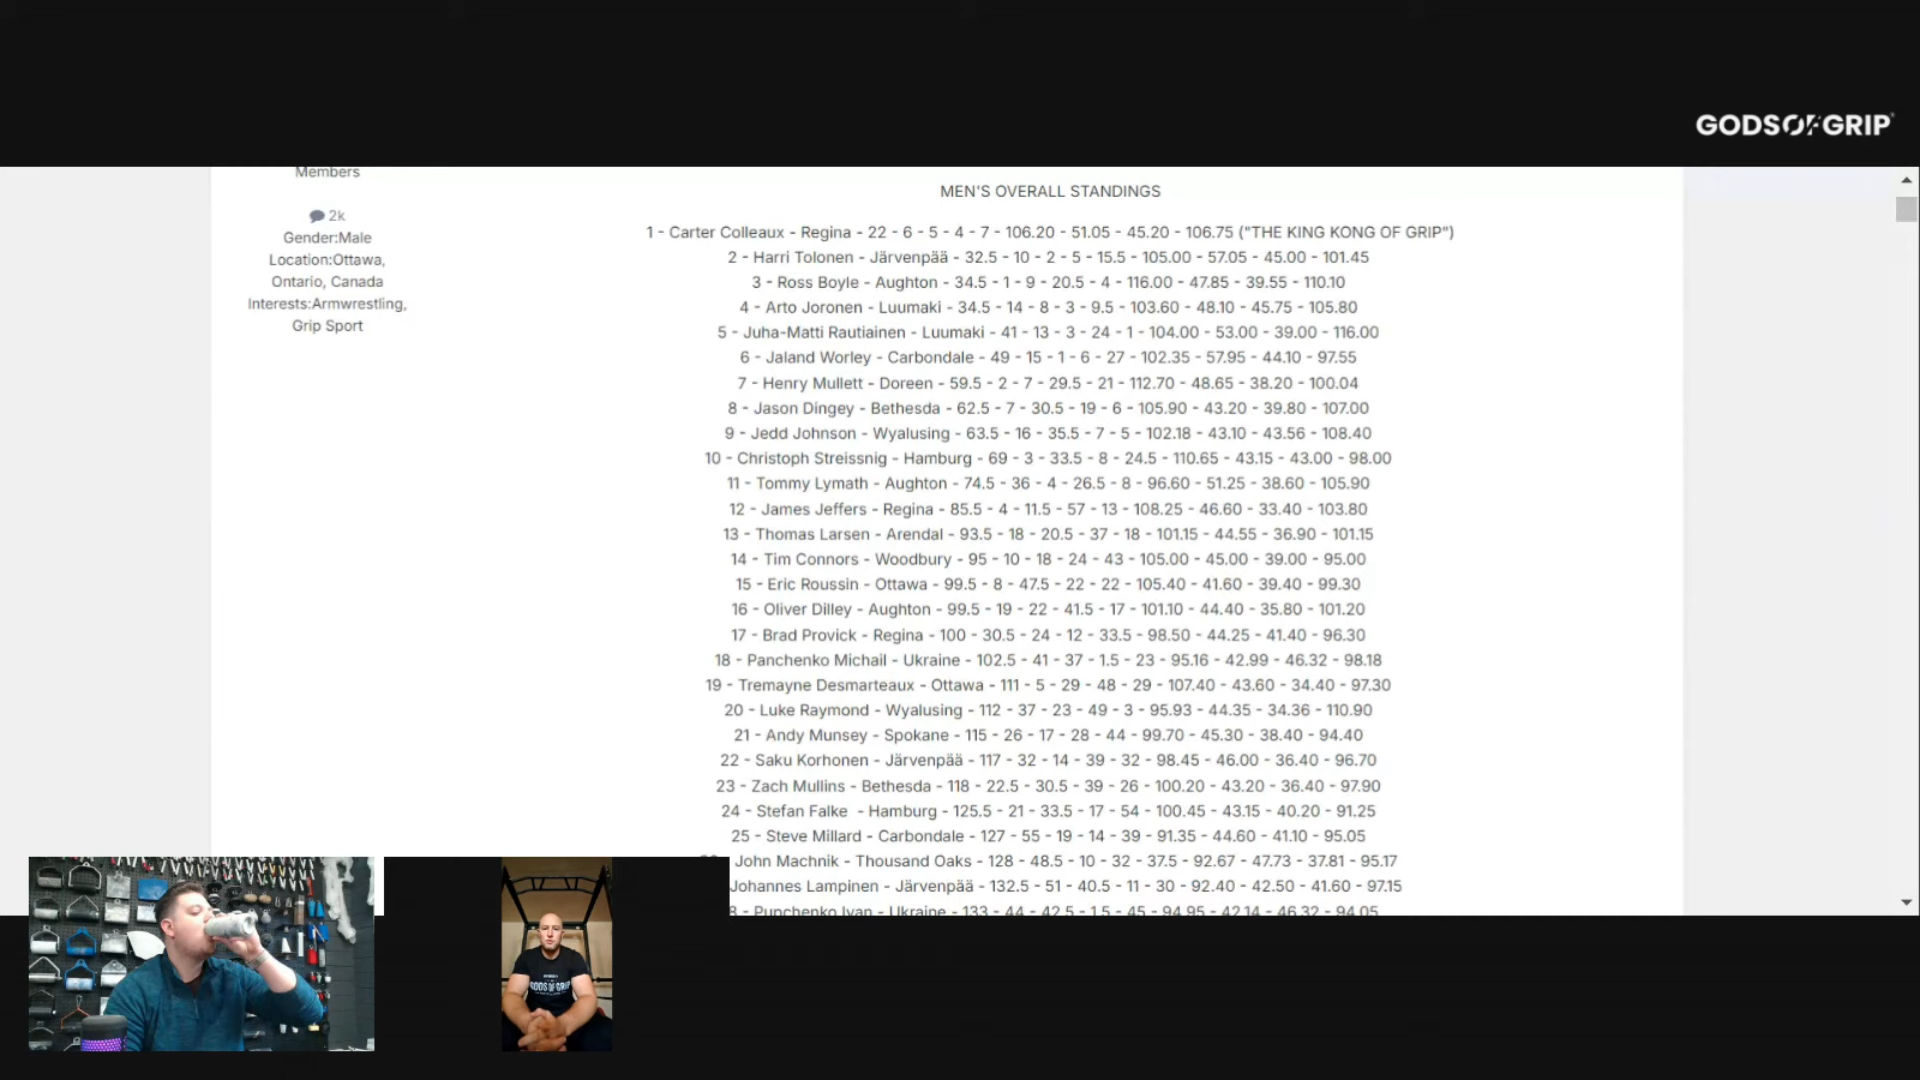 GODSOFGRIP
Members
2k
Gender:Male
Location:Ottawa,
Ontario, Canada
Interests:Armwrestling,
Grip Sport
MEN'S OVERALL STANDINGS
1 - Carter Colleaux - Regina - 22 - 6 - 5 - 4 - 7 - 106.20 - 51.05 - 45.20 - 106.75 ("THE KING KONG OF GRIP")
2 - Harri Tolonen - Järvenpää - 32.5 - 10 - 2 - 5 - 15.5 - 105.00 - 57.05 - 45.00 - 101.45
3 - Ross Boyle - Aughton - 34.5 - 1 - 9 - 20.5 - 4 - 116.00 - 47.85 - 39.55 - 110.10
4 - Arto Joronen - Luumaki - 34.5 - 14 - 8 - 3 - 9.5 - 103.60 - 48.10 - 45.75 - 105.80
5 - Juha-Matti Rautiainen - Luumaki - 41 - 13 - 3 - 24 - 1 - 104.00 - 53.00 - 39.00 - 116.00
6 - Jaland Worley - Carbondale - 49 - 15 - 1 - 6 - 27 - 102.35 - 57.95 - 44.10 - 97.55
7 - Henry Mullett - Doreen - 59.5 - 2 - 7 - 29.5 - 21 - 112.70 - 48.65 - 38.20 - 100.04
8 - Jason Dingey - Bethesda - 62.5 - 7 - 30.5 - 19 - 6 - 105.90 - 43.20 - 39.80 - 107.00
9 - Jedd Johnson - Wyalusing - 63.5 - 16 - 35.5 - 7 - 5 - 102.18 - 43.10 - 43.56 - 108.40
10 - Christoph Streissnig - Hamburg - 69 - 3 - 33.5 - 8 - 24.5 - 110.65 - 43.15 - 43.00 - 98.00
11 - Tommy Lymath - Aughton - 74.5 - 36 - 4 - 26.5 - 8 - 96.60 - 51.25 - 38.60 - 105.90
12 - James Jeffers - Regina - 85.5 - 4 - 11.5 - 57 - 13 - 108.25 - 46.60 - 33.40 - 103.80
13 - Thomas Larsen - Arendal - 93.5 - 18 - 20.5 - 37 - 18 - 101.15 - 44.55 - 36.90 - 101.15
14 - Tim Connors - Woodbury - 95 - 10 - 18 - 24 - 43 - 105.00 - 45.00 - 39.00 - 95.00
15 - Eric Roussin - Ottawa - 99.5 - 8 - 47.5 - 22 - 22 - 105.40 - 41.60 - 39.40 - 99.30
16 - Oliver Dilley - Aughton - 99.5 - 19 - 22 - 41.5 - 17 - 101.10 - 44.40 - 35.80 - 101.20
17 - Brad Provick - Regina - 100 - 30.5 - 24 - 12 - 33.5 - 98.50 - 44.25 - 41.40 - 96.30
18 - Panchenko Michail - Ukraine - 102.5 - 41 - 37 - 1.5 - 23 - 95.16 - 42.99 - 46.32 - 98.18
19 - Tremayne Desmarteaux - Ottawa - 111 - 5 - 29 - 48 - 29 - 107.40 - 43.60 - 34.40 - 97.30
20 - Luke Raymond - Wyalusing - 112 - 37 - 23 - 49 - 3 - 95.93 - 44.35 - 34.36 - 110.90
21 - Andy Munsey - Spokane - 115 - 26 - 17 - 28 - 44 - 99.70 - 45.30 - 38.40 - 94.40
22 - Saku Korhonen - Järvenpää - 117 - 32 - 14 - 39 - 32 - 98.45 - 46.00 - 36.40 - 96.70
23 - Zach Mullins - Bethesda - 118 - 22.5 - 30.5 - 39 - 26 - 100.20 - 43.20 - 36.40 - 97.90
24 - Stefan Falke - Hamburg - 125.5 - 21 - 33.5 - 17 - 54 - 100.45 - 43.15 - 40.20 - 91.25
25 - Steve Millard - Carbondale - 127 - 55 - 19 - 14 - 39 - 91.35 - 44.60 - 41.10 - 95.05
John Machnik - Thousand Oaks - 128 - 48.5 - 10 - 32 - 37.5 - 92.67 - 47.73 - 37.81 - 95.17
Johannes Lampinen - Järvenpää - 132.5 - 51 - 40.5 - 11 - 30 - 92.40 - 42.50 - 41.60 - 97.15
8 - Punchenko Ivan - Ukraine - 133 - 44 - 42.5 - 1.5 - 45 - 94.95 - 42.14 - 46.32 - 94.05
GODS OF GRIP